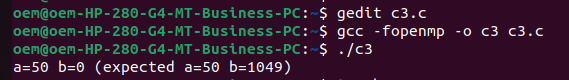 oem@oem-HP-280-G4-MT-Business-PC:~$ gedit c3.c
oem@oem-HP-280-G4-MT-Business-PC:~$ gcc -fopenmp -o c3 c3.c
oem@oem-HP-280-G4-MT-Business-PC:~$ ./c3
a=50 b=0 (expected a=50 b=1049)